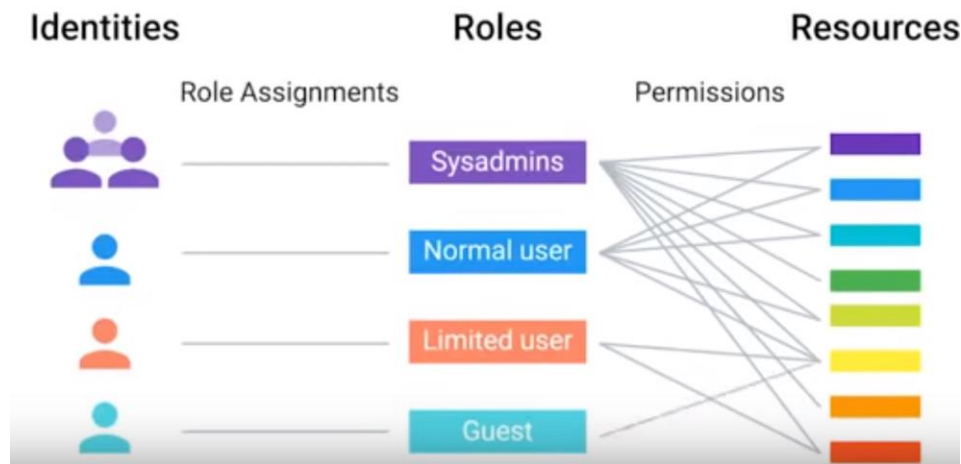 Identities
Roles
Resources
Role Assignments
Permissions
Sysadmins
Normal user
Limited user
Guest